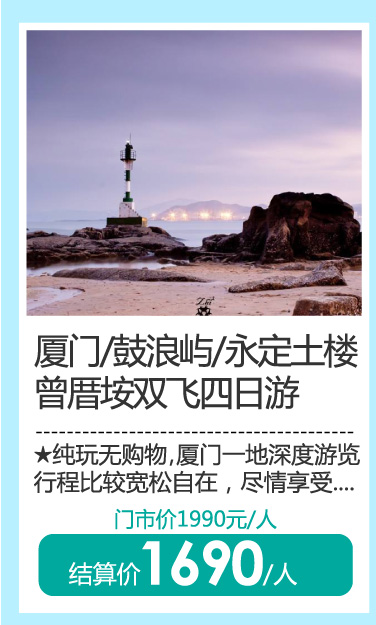 厦门/鼓浪屿/永定土楼
曾厝垵双飞四日游
★纯玩无购物,厦门一地深度游览
行程比较宽松自在，尽情享受....
门市价1990元/人
结算价1690/人